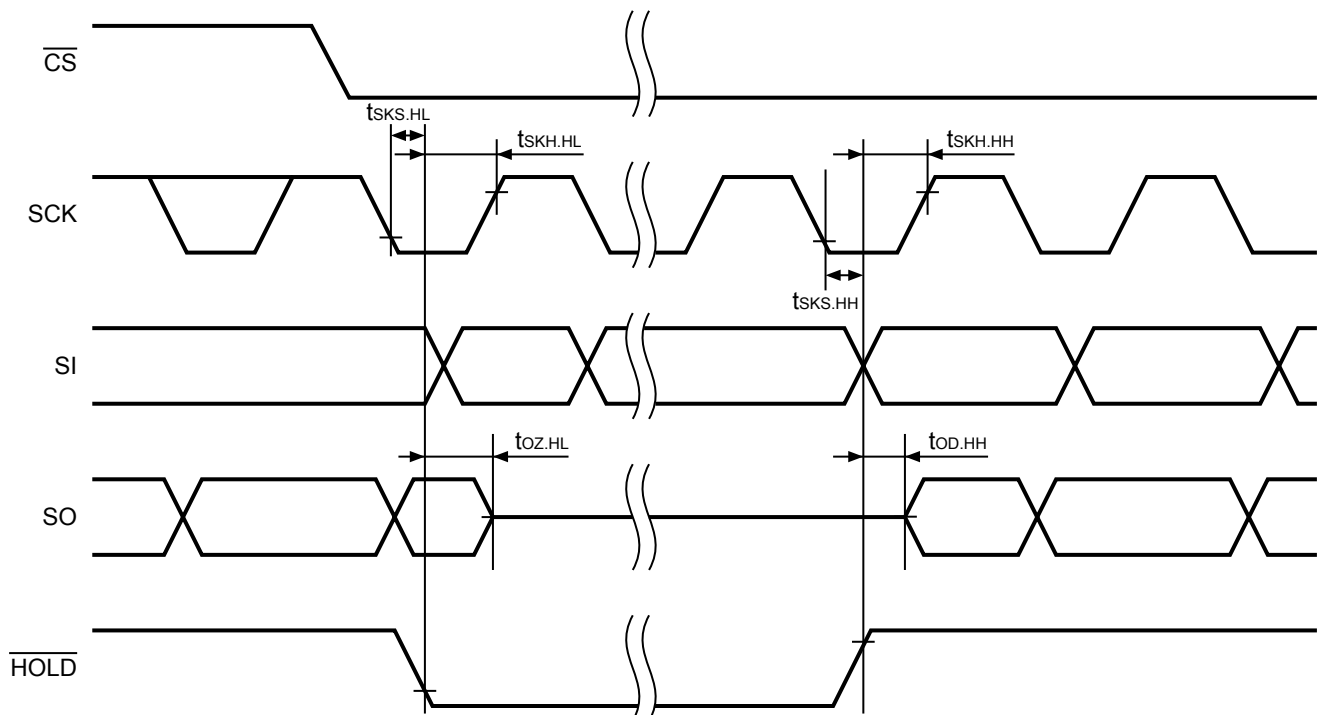 CS
tSKS.HL
tSKH.HL
tSKH.HH
SCK
tSKS.HH
SI
tOZ.HL
tOD.HH
SO
HOLD